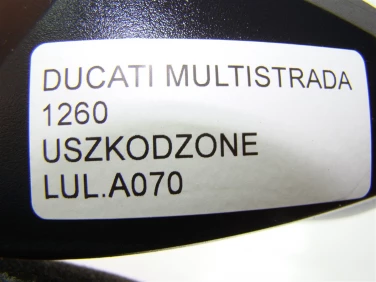 DUCATI MULTISTRADA
1260
USZKODZONE
LUL.A070